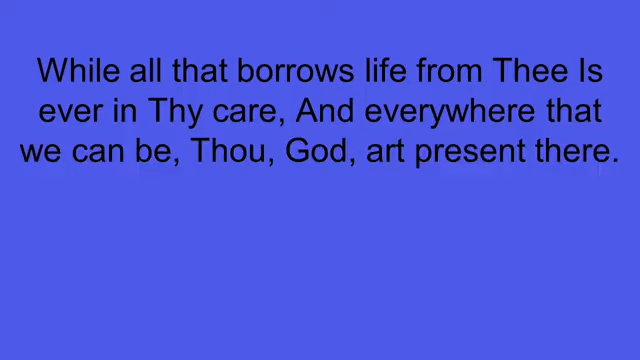 While all that borrows life from Thee Is
ever in Thy care, And everywhere that
we can be, Thou, God, art present there.